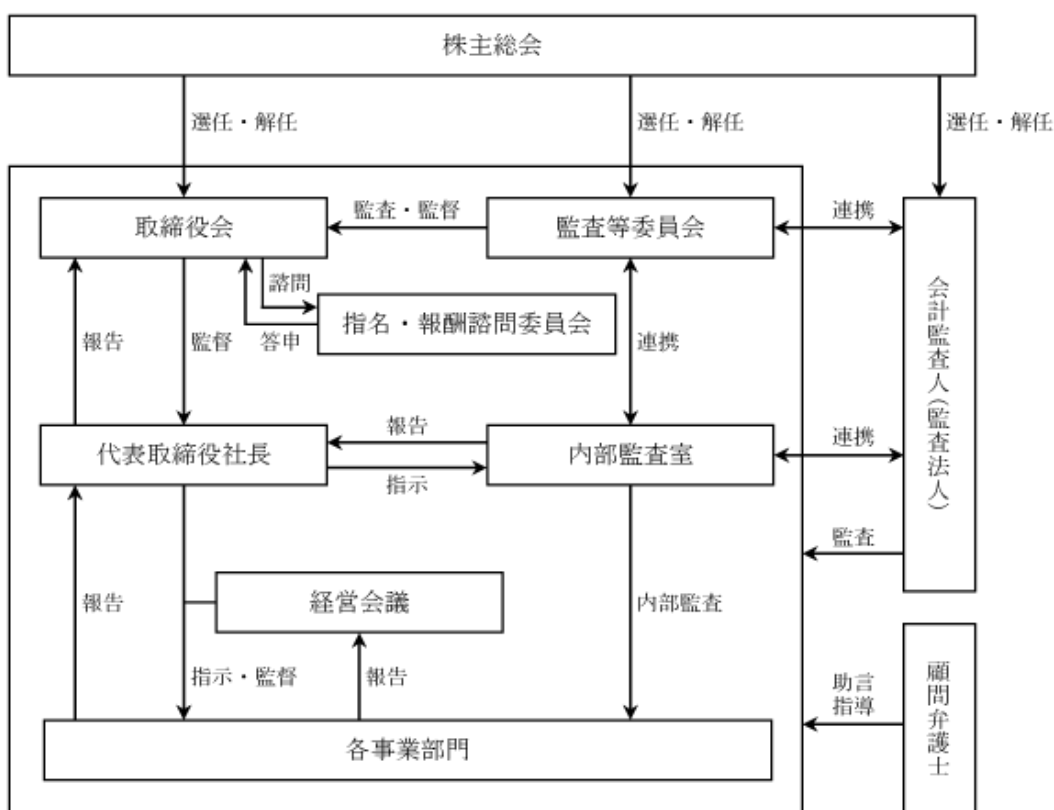 株主総会
選任・解任
選任・解任
選任・解任
取締役会
監査・監督
監査等委員会
連携
諮問
指名・報酬諮問委員会
報告
監督
答申
連携
会計監査人(監査法人)
代表取締役社長
報告
指示
内部監査室
連携
監査
報告
経営会議
内部監査
指示・監督
報告
助言
指導
顧問弁護士
各事業部門